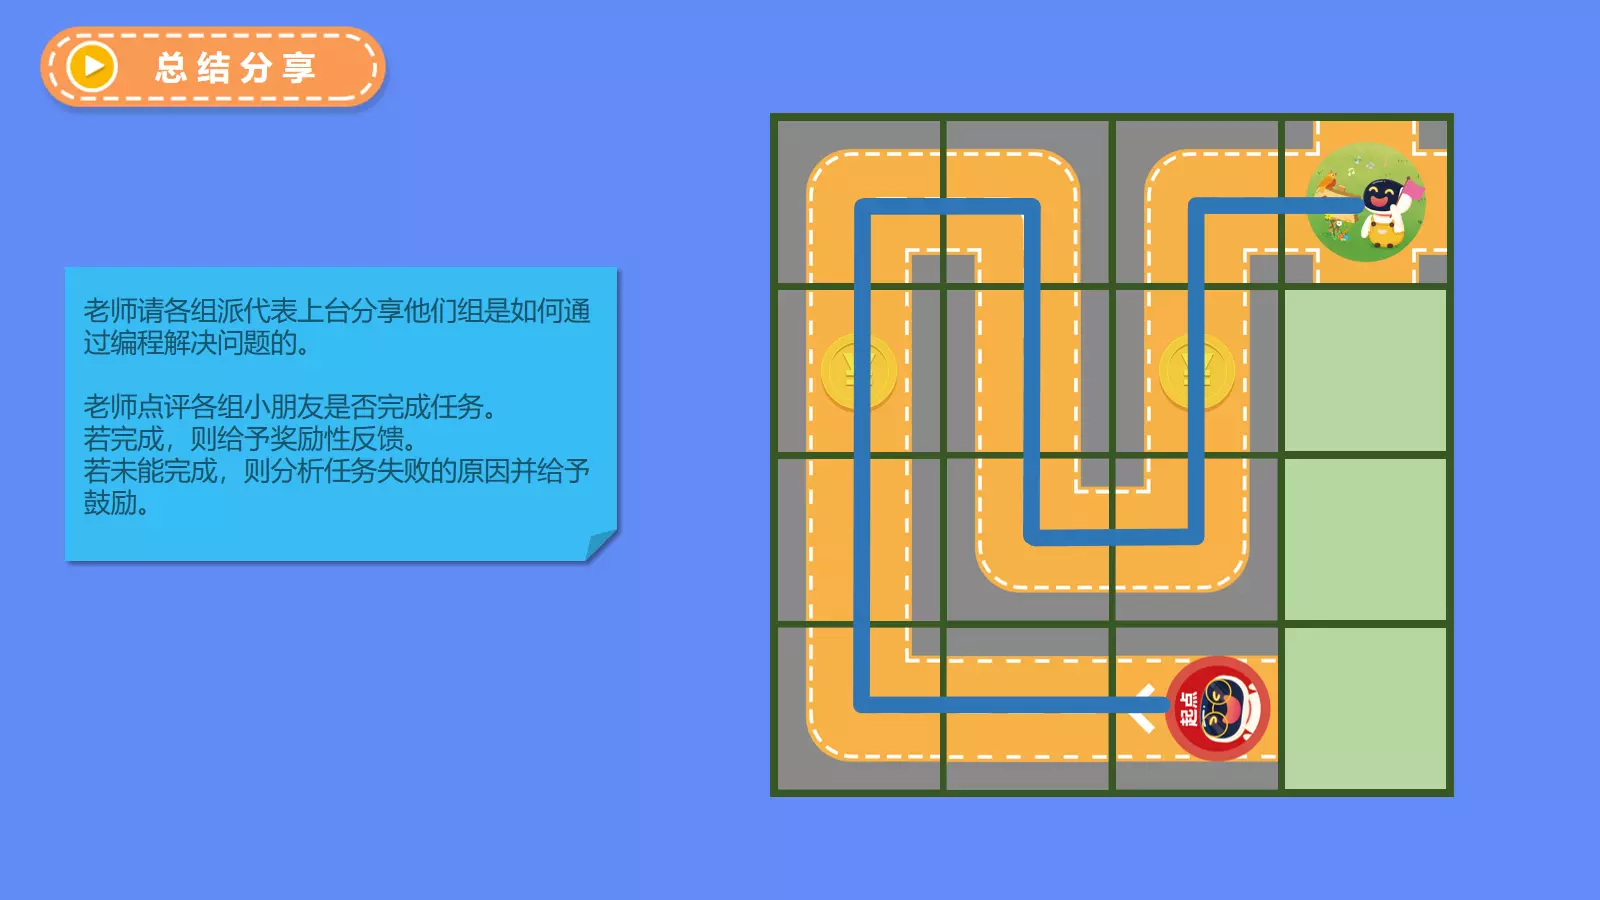 总结分享
老师请各组派代表上台分享他们组是如何通
过编程解决问题的。
老师点评各组小朋友是否完成任务。
若完成，则给予奖励性反馈。
若未能完成，则分析任务失败的原因并给予
鼓励。
¥
¥
起点